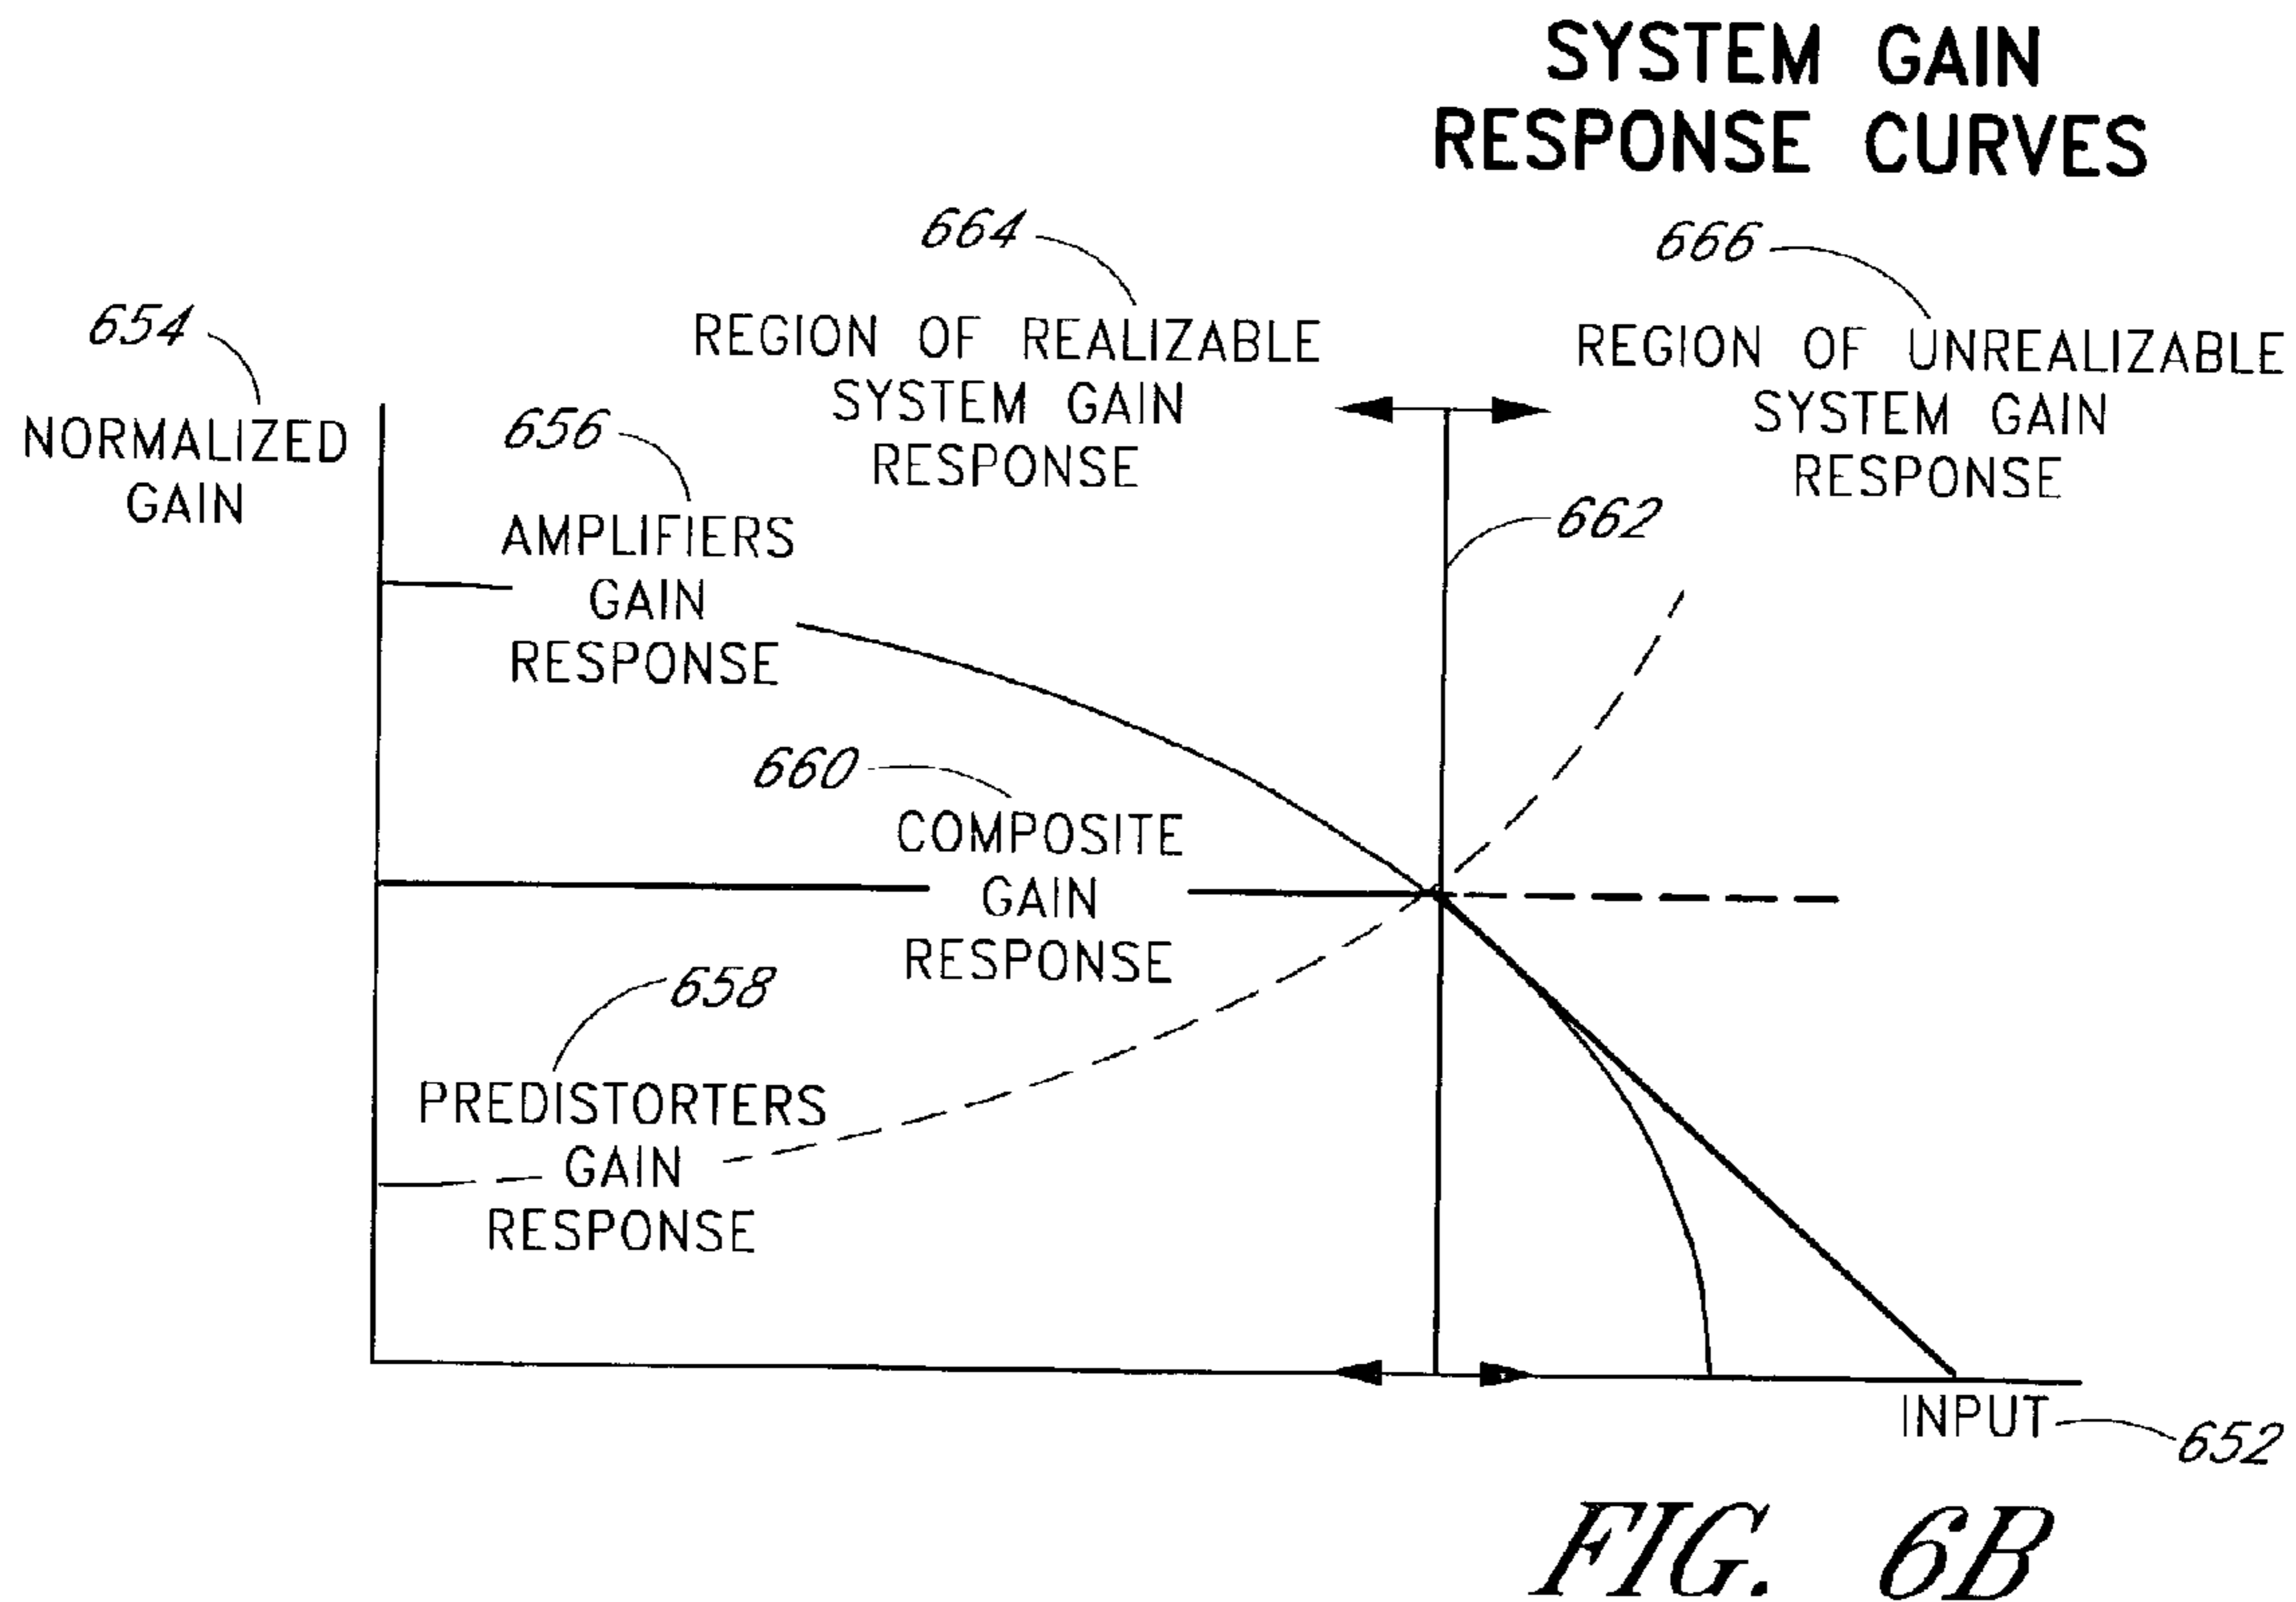 SYSTEM GAIN
RESPONSE CURVES
664
666
654
REGION OF REALIZABLE
SYSTEM GAIN
RESPONSE
REGION OF UNREALIZABLE
SYSTEM GAIN
RESPONSE
NORMALIZED
GAIN
656
662
AMPLIFIERS
GAIN
RESPONSE
660
COMPOSITE
GAIN
RESPONSE
658
PREDISTORTERS
GAIN
RESPONSE
INPUT
652
FIG. 6B